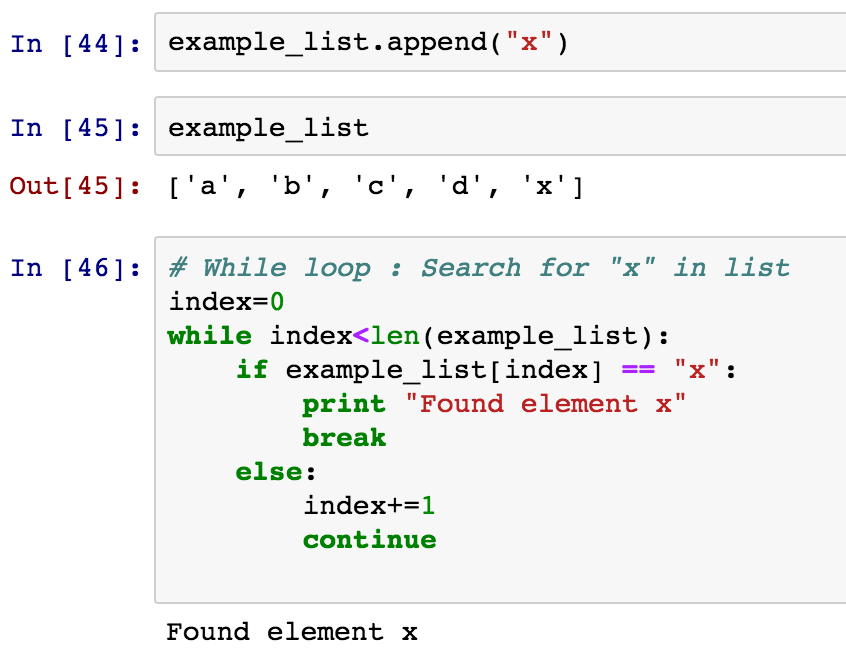 In [44]: example_list.append("x")
In [45]: example_list
Out[45]: ['a', 'b', 'c', 'd', 'x']
In [46]: # While loop : Search for "x" in list
index=0
while index<len(example_list):
    if example_list[index] == "x":
        print "Found element x"
        break
    else:
        index+=1
        continue
Found element x